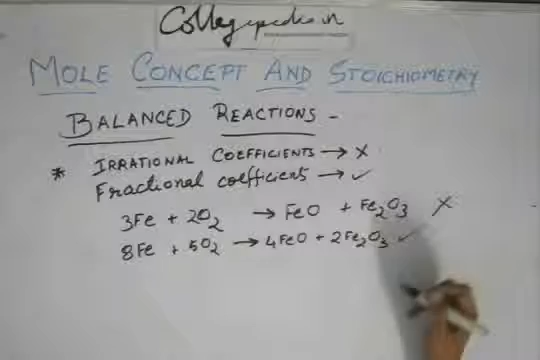 Collegepedia.in
MOLE CONCEPT AND STOICHIOMETRY
BALANCED REACTIONS -
* IRRATIONAL COEFFICIENTS → ×
Fractional coefficient → ✓
3Fe + 2O₂ → FeO + Fe₂O₃ ×
8Fe + 5O₂ → 4FeO + 2Fe₂O₃ ✓